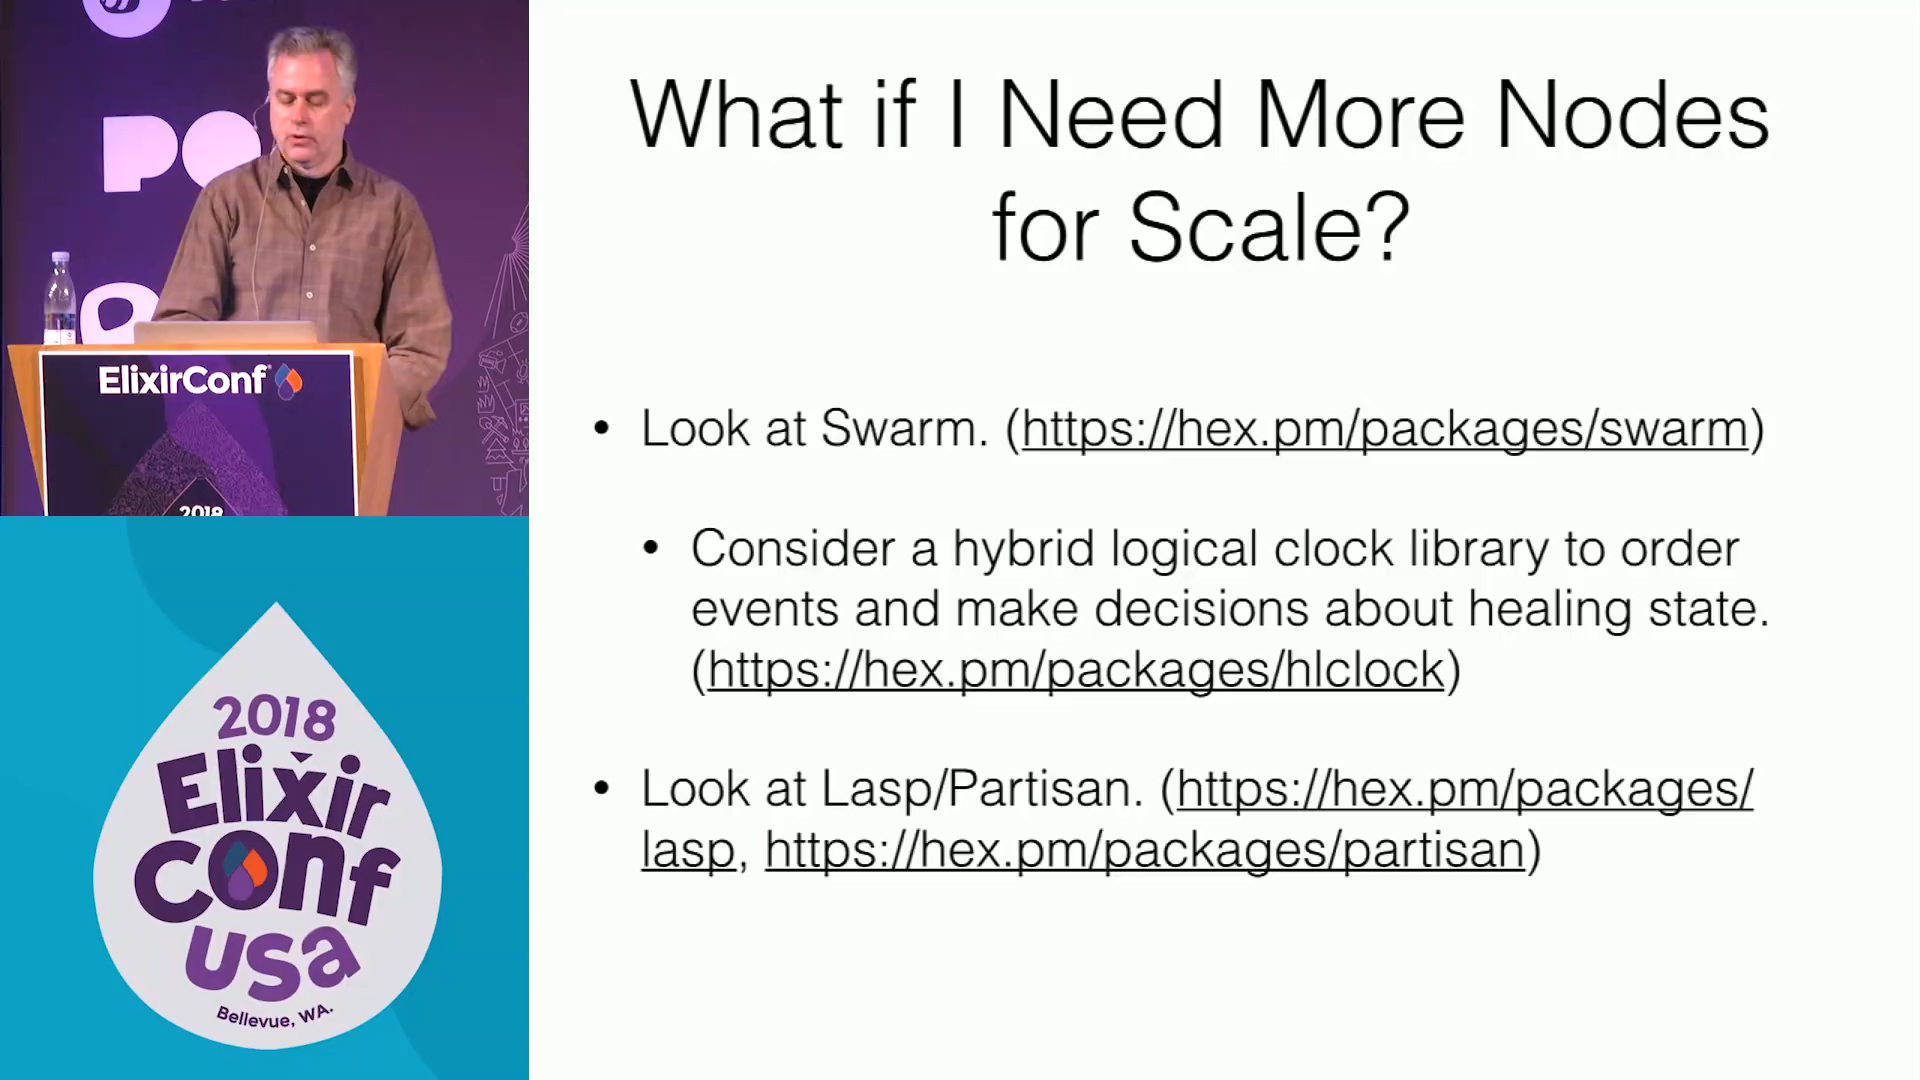 PO
ElixirConf
2018
2018
Elixir
Conf
USA
Bellevue, WA.
What if I Need More Nodes
for Scale?
• Look at Swarm. (https://hex.pm/packages/swarm)
• Consider a hybrid logical clock library to order
events and make decisions about healing state.
(https://hex.pm/packages/hlclock)
• Look at Lasp/Partisan. (https://hex.pm/packages/
lasp, https://hex.pm/packages/partisan)